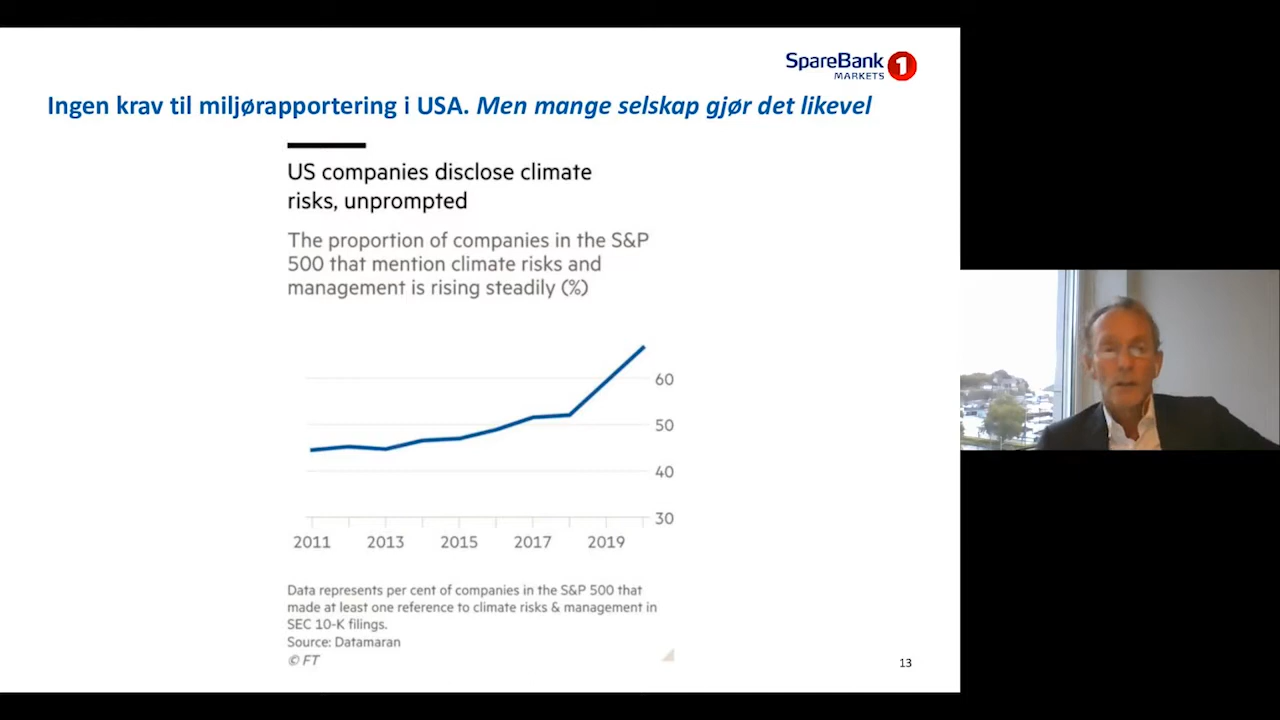 SpareBank 1
MARKETS
Ingen krav til miljørapportering i USA. Men mange selskap gjør det likevel
US companies disclose climate
risks, unprompted
The proportion of companies in the S&P
500 that mention climate risks and
management is rising steadily (%)
60
50
40
30
2011 2013 2015 2017 2019
Data represents per cent of companies in the S&P 500 that
made at least one reference to climate risks & management in
SEC 10-K filings.
Source: Datamaran
© FT
13